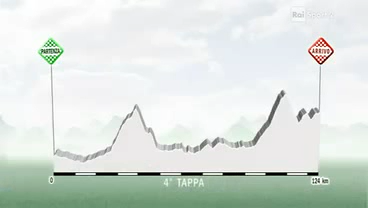 Rai Sport
PARTENZA
ARRIVO
0
4° TAPPA
124 km